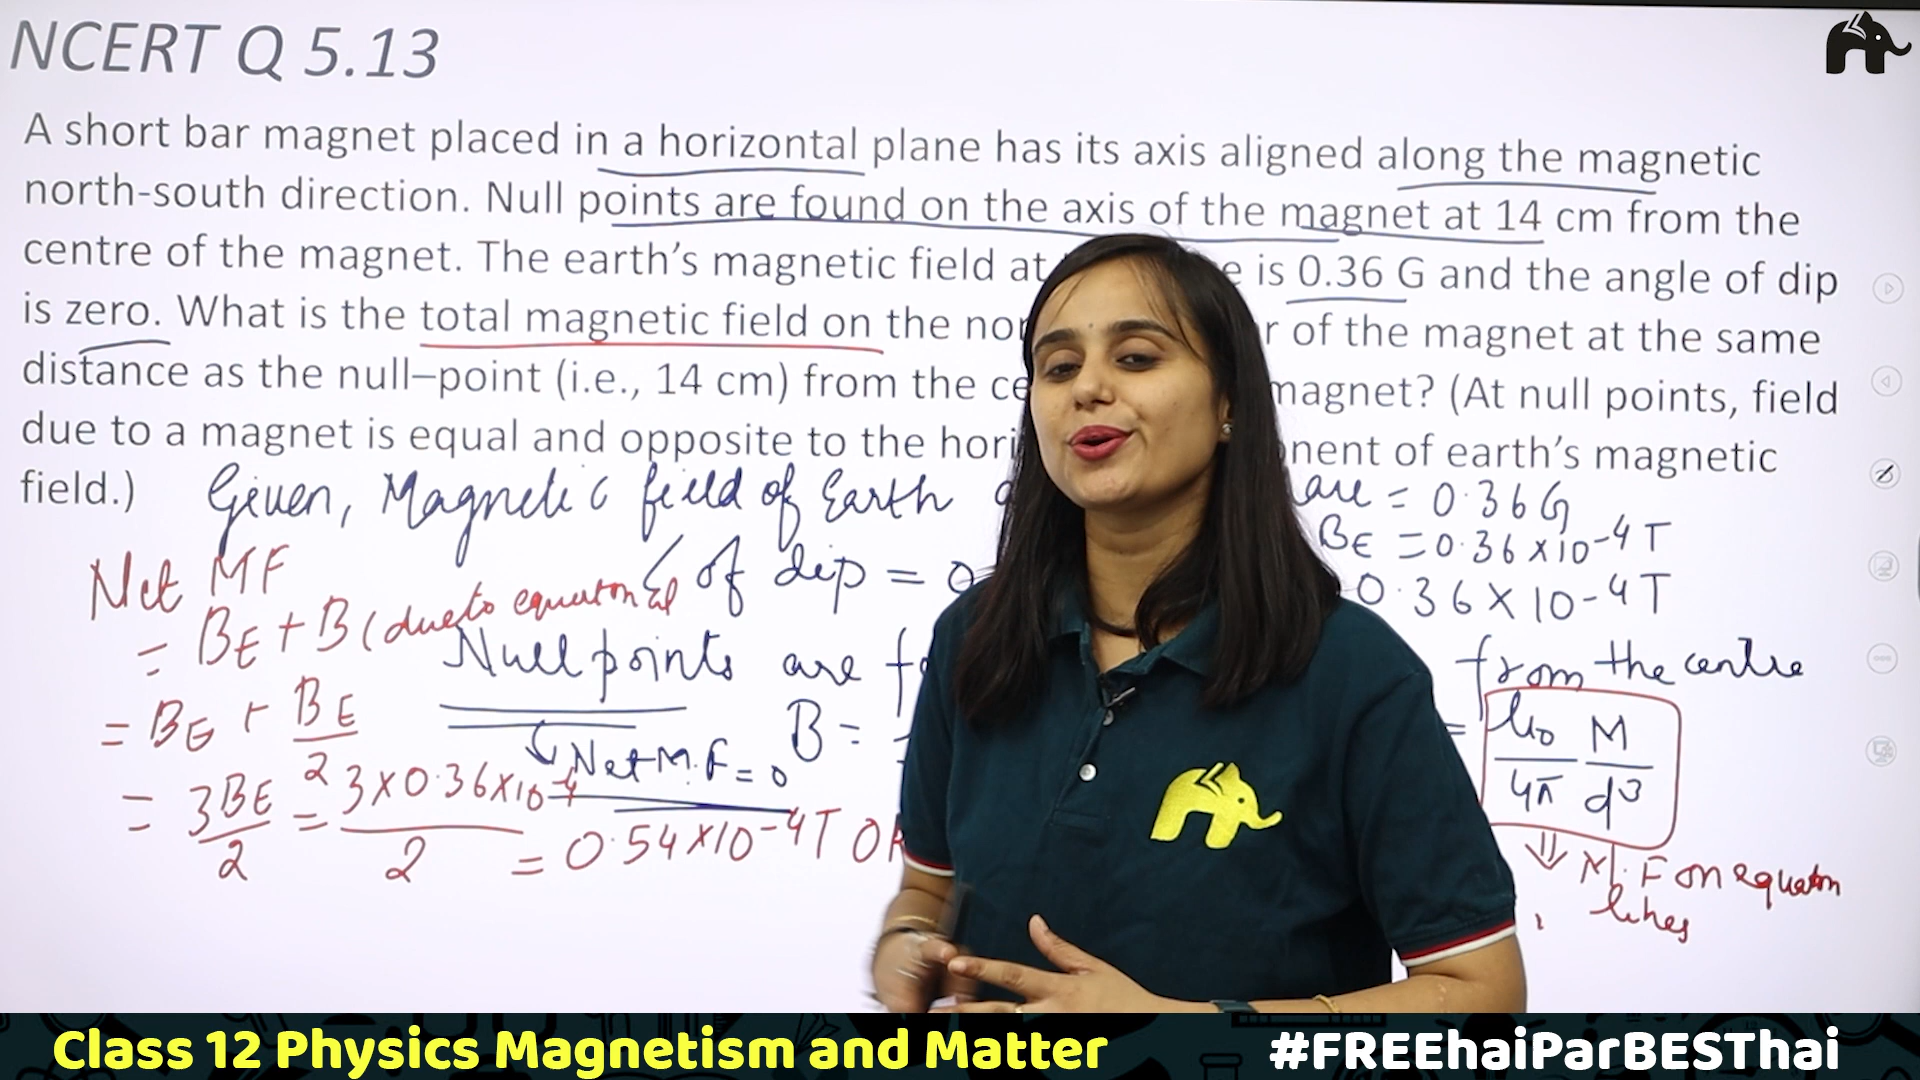 NCERT Q 5.13
A short bar magnet placed in a horizontal plane has its axis aligned along the magnetic
north-south direction. Null points are found on the axis of the magnet at 14 cm from the
centre of the magnet. The earth's magnetic field at is 0.36 G and the angle of dip
is zero. What is the total magnetic field on the of the magnet at the same
distance as the null–point (i.e., 14 cm) from the magnet? (At null points, field
due to a magnet is equal and opposite to the of earth's magnetic
field.) Given, Magnetic field of Earth = 0.36G
BE = 0.36 × 10-4 T
Net MF
∠ of dip = 0 0.36 × 10-4 T
= BE + B (due to
Null points are from the centre
= BE + BE/2
B = = μ0/4π M/d3
Net M.F = 0
= 3BE/2 = 3×0.36×10-4/2 = 0.54×10-4 T OR
⇓ M.F on
lines
Class 12 Physics Magnetism and Matter
#FREEhaiParBESThai